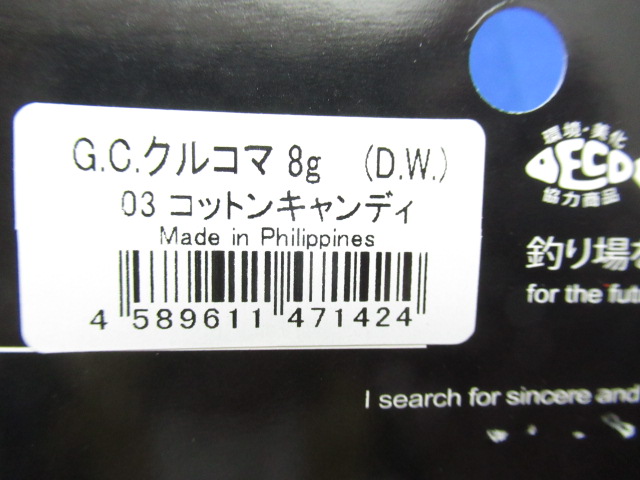 G.C.クルコマ 8g (D.W.)
03 コットンキャンディ
Made in Philippines
4 589611 471424
環境・美化
DECO
協力商品
釣り場
for the futu
I search for sincere and